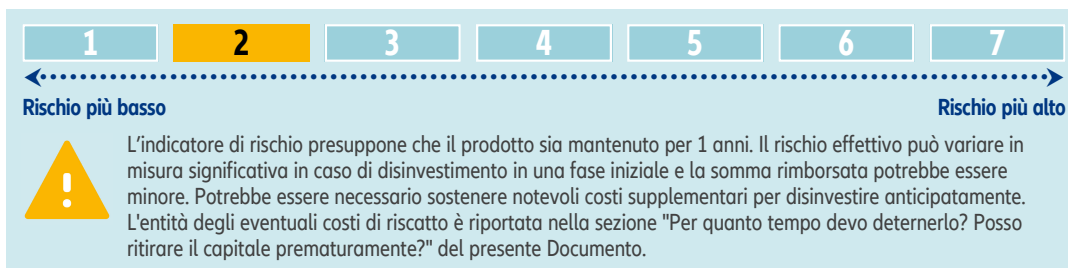 1 2 3 4 5 6 7
Rischio più basso Rischio più alto
L'indicatore di rischio presuppone che il prodotto sia mantenuto per 1 anni. Il rischio effettivo può variare in
misura significativa in caso di disinvestimento in una fase iniziale e la somma rimborsata potrebbe essere
minore. Potrebbe essere necessario sostenere notevoli costi supplementari per disinvestire anticipatamente.
L'entità degli eventuali costi di riscatto è riportata nella sezione "Per quanto tempo devo deternerlo? Posso
ritirare il capitale prematuramente?" del presente Documento.